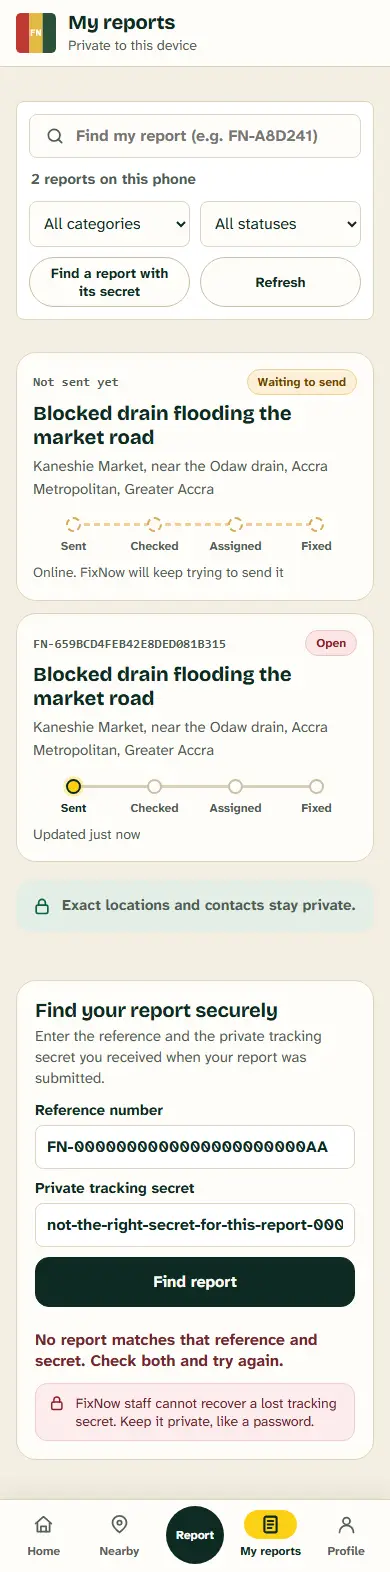 FN
My reports
Private to this device
Find my report (e.g. FN-A8D241)
2 reports on this phone
All categories
All statuses
Find a report with
its secret
Refresh
Not sent yet
Waiting to send
Blocked drain flooding the
market road
Kaneshie Market, near the Odaw drain, Accra
Metropolitan, Greater Accra
Sent Checked Assigned Fixed
Online. FixNow will keep trying to send it
FN-659BCD4FEB42E8DED081B315
Open
Blocked drain flooding the
market road
Kaneshie Market, near the Odaw drain, Accra
Metropolitan, Greater Accra
Sent Checked Assigned Fixed
Updated just now
Exact locations and contacts stay private.
Find your report securely
Enter the reference and the private tracking
secret you received when your report was
submitted.
Reference number
FN-0000000000000000000000AA
Private tracking secret
not-the-right-secret-for-this-report-000
Find report
No report matches that reference and
secret. Check both and try again.
FixNow staff cannot recover a lost tracking
secret. Keep it private, like a password.
Home Nearby Report My reports Profile